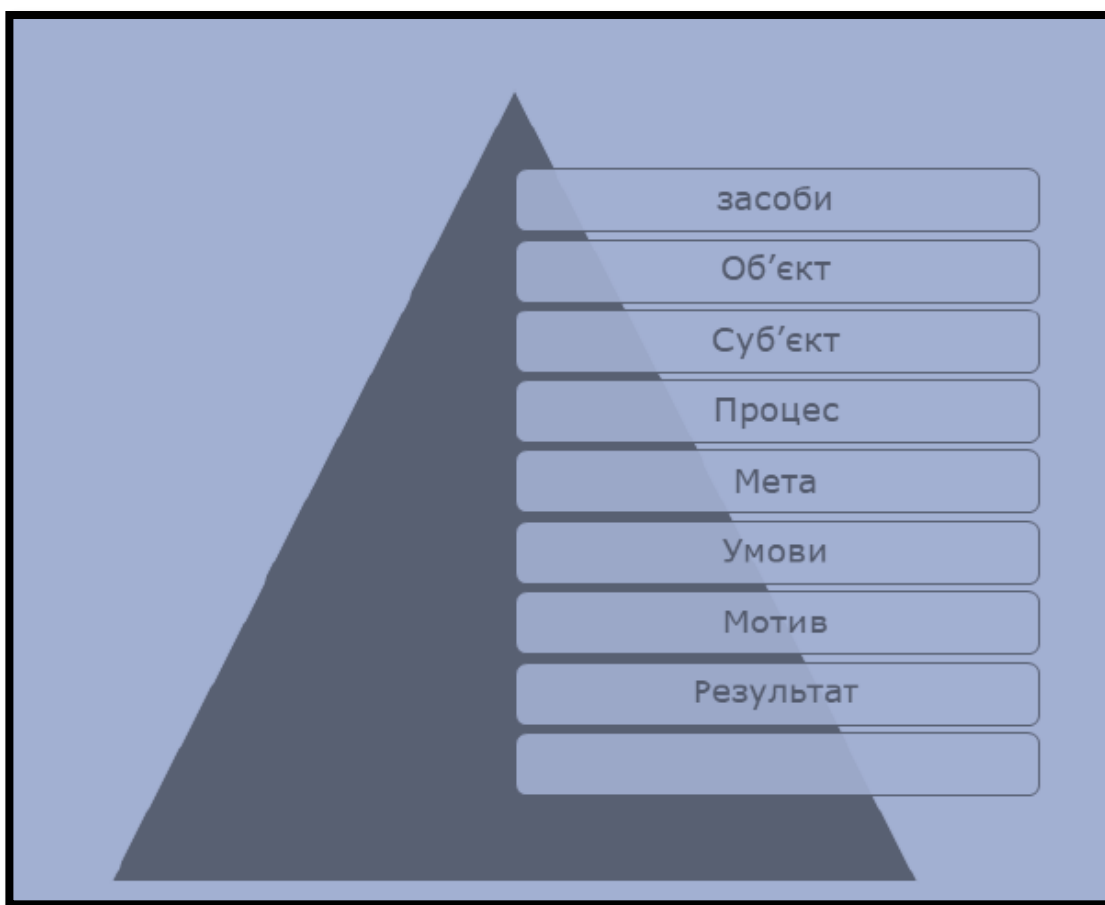 засоби
Об’єкт
Суб’єкт
Процес
Мета
Умови
Мотив
Результат